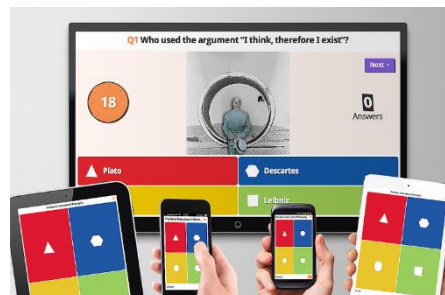 Q1 Who used the argument "I think, therefore I exist"?
Next
18
0
Answers
Plato
Descartes
Leibniz